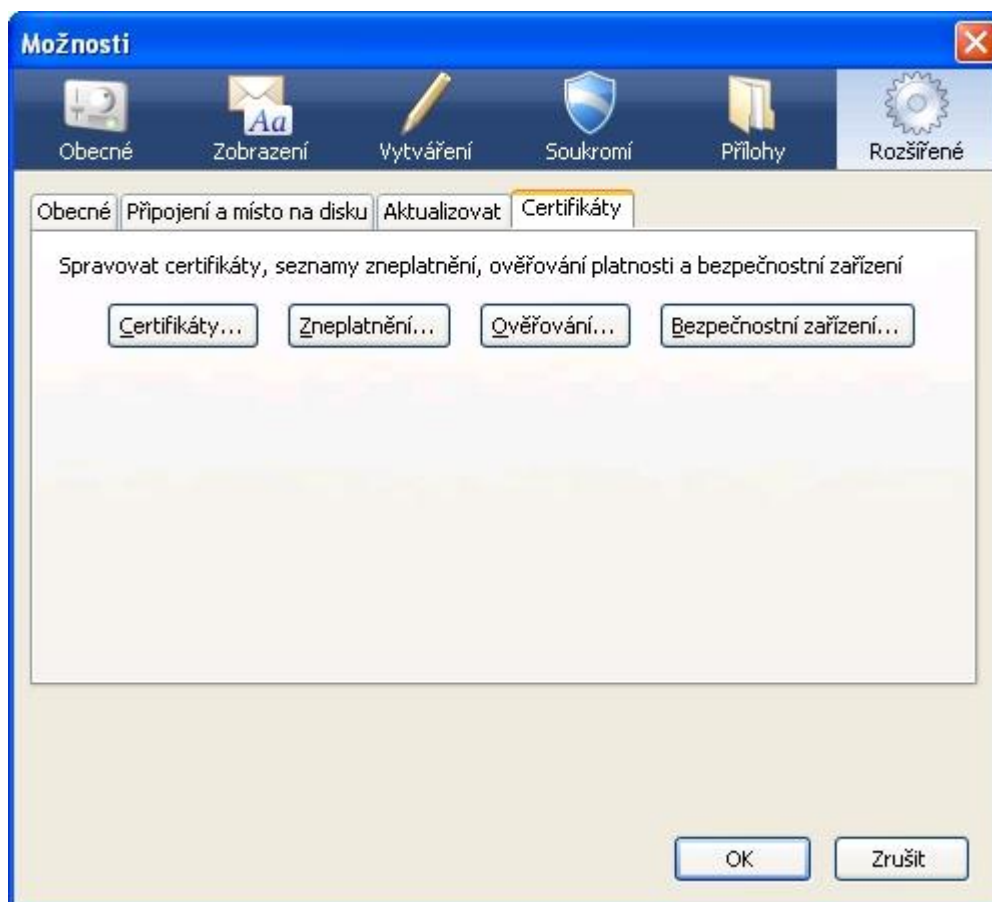 Možnosti
Aa
Obecné Zobrazení Vytváření Soukromí Přílohy Rozšířené
Obecné Připojení a místo na disku Aktualizovat Certifikáty
Spravovat certifikáty, seznamy zneplatnění, ověřování platnosti a bezpečnostní zařízení
Certifikáty... Zneplatnění... Ověřování... Bezpečnostní zařízení...
OK Zrušit